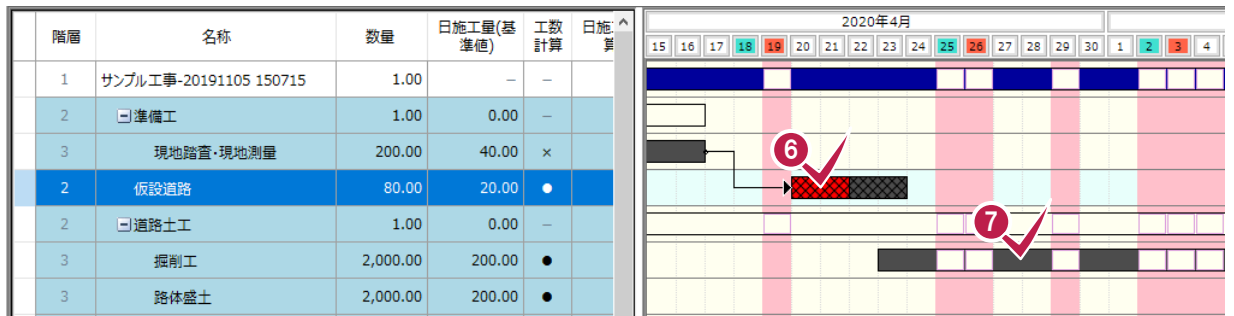 階層 名称 数量 日施工量(基準値) 工数計算 日施
2020年4月
15 16 17 18 19 20 21 22 23 24 25 26 27 28 29 30 1 2 3 4
1 サンプル工事-20191105 150715 1.00 － －
2 準備工 1.00 0.00 －
3 現地踏査･現地測量 200.00 40.00 ×
2 仮設道路 80.00 20.00 ●
2 道路土工 1.00 0.00 －
3 掘削工 2,000.00 200.00 ●
3 路体盛土 2,000.00 200.00 ●
6
7